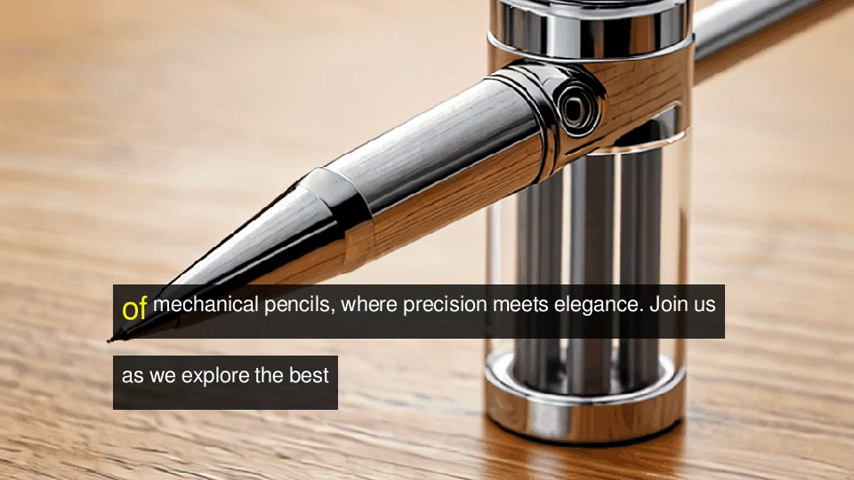 of mechanical pencils, where precision meets elegance. Join us
as we explore the best